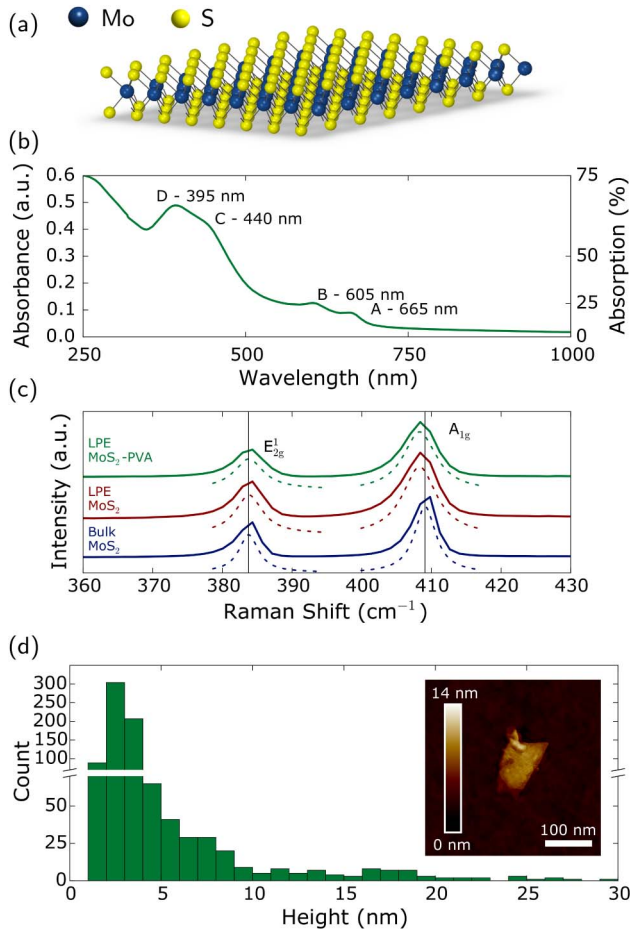 (a)
Mo
S
(b)
Absorbance (a.u.)
0.6
0.5
0.4
0.3
0.2
0.1
0.0
D - 395 nm
C - 440 nm
B - 605 nm
A - 665 nm
75
50
25
0
Absorption (%)
250
500
750
1000
Wavelength (nm)
(c)
Intensity (a.u.)
LPE
MoS₂-PVA
LPE
MoS₂
Bulk
MoS₂
E¹₂g
A₁g
360
370
380
390
400
410
420
430
Raman Shift (cm⁻¹)
(d)
Count
300
250
200
150
100
50
25
0
14 nm
0 nm
100 nm
0
5
10
15
20
25
30
Height (nm)